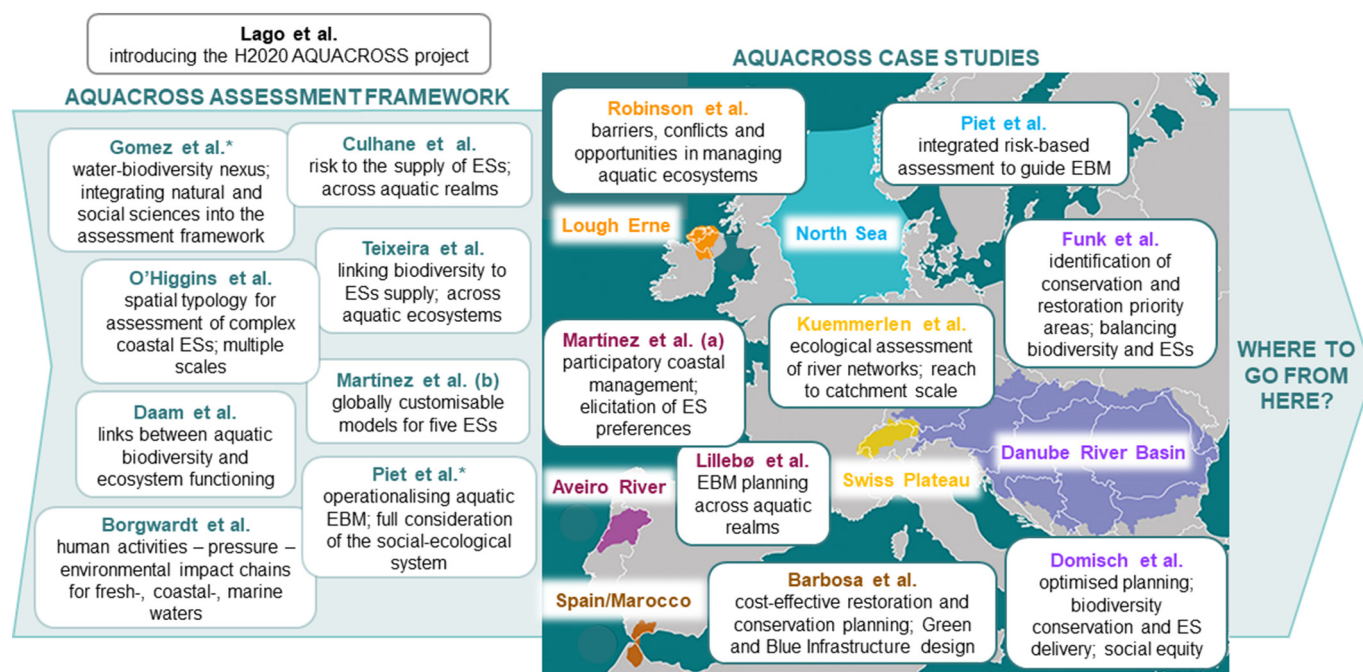 Lago et al.
introducing the H2020 AQUACROSS project
AQUACROSS ASSESSMENT FRAMEWORK
Gomez et al.*
water-biodiversity nexus;
integrating natural and
social sciences into the
assessment framework
Culhane et al.
risk to the supply of ESs;
across aquatic realms
Teixeira et al.
linking biodiversity to
ESs supply; across
aquatic ecosystems
O'Higgins et al.
spatial typology for
assessment of complex
coastal ESs; multiple
scales
Martínez et al. (b)
globally customisable
models for five ESs
Daam et al.
links between aquatic
biodiversity and
ecosystem functioning
Piet et al.*
operationalising aquatic
EBM; full consideration
of the social-ecological
system
Borgwardt et al.
human activities – pressure –
environmental impact chains
for fresh-, coastal-, marine
waters
AQUACROSS CASE STUDIES
Robinson et al.
barriers, conflicts and
opportunities in managing
aquatic ecosystems
Piet et al.
integrated risk-based
assessment to guide EBM
Lough Erne
North Sea
Funk et al.
identification of
conservation and
restoration priority
areas; balancing
biodiversity and ESs
Martínez et al. (a)
participatory coastal
management;
elicitation of ES
preferences
Kuemmerlen et al.
ecological assessment
of river networks; reach
to catchment scale
Danube River Basin
Swiss Plateau
Lillebø et al.
EBM planning
across aquatic
realms
Aveiro River
Spain/Marocco
Barbosa et al.
cost-effective restoration and
conservation planning; Green
and Blue Infrastructure design
Domisch et al.
optimised planning;
biodiversity
conservation and ES
delivery; social equity
WHERE TO
GO FROM
HERE?